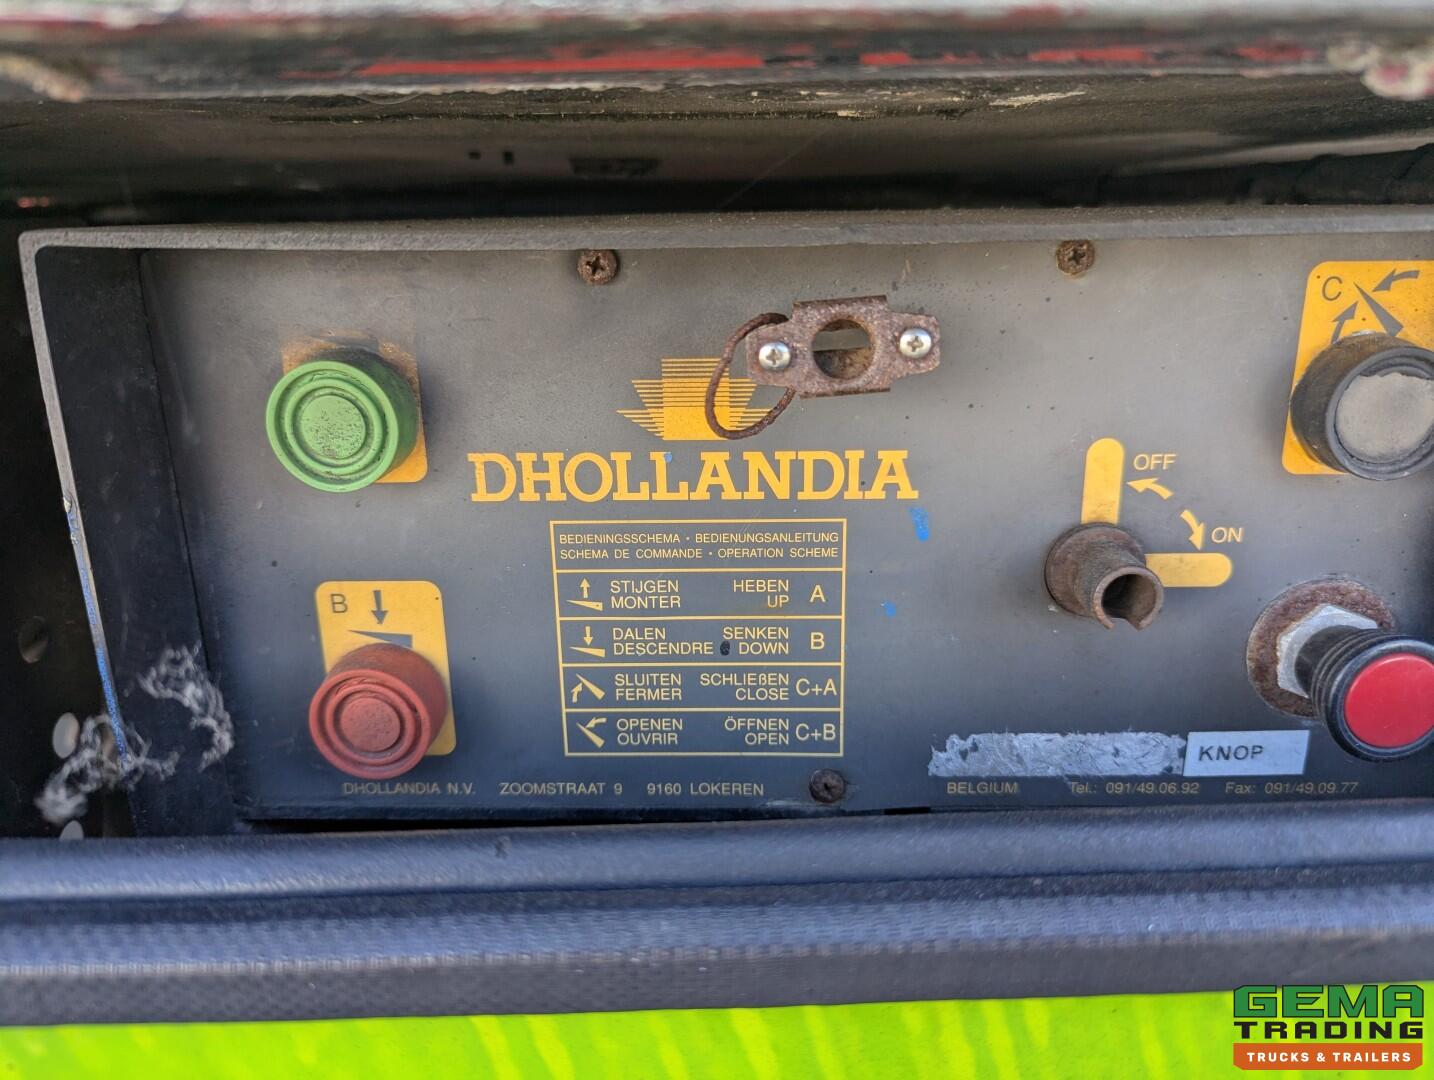 C
DHOLLANDIA
OFF
ON
BEDIENINGSSCHEMA • BEDIENUNGSANLEITUNG
SCHEMA DE COMMANDE • OPERATION SCHEME
STIJGEN HEBEN A
MONTER UP
B
DALEN SENKEN B
DESCENDRE DOWN
SLUITEN SCHLIEßEN C+A
FERMER CLOSE
OPENEN ÖFFNEN C+B
OUVRIR OPEN
KNOP
DHOLLANDIA N.V. ZOOMSTRAAT 9 9160 LOKEREN BELGIUM Tel.: 091/49.06.92 Fax: 091/49.09.77
GEMA
TRADING
TRUCKS & TRAILERS